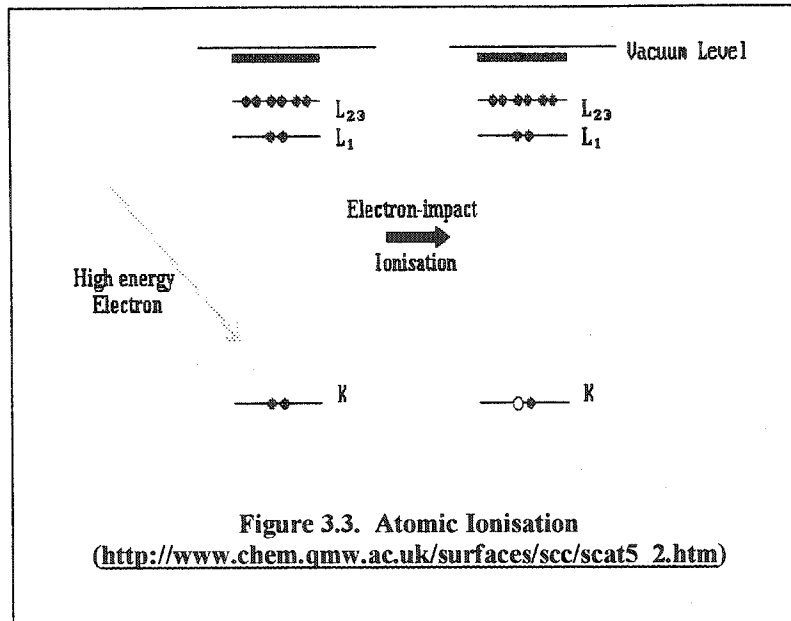 Vacuum Level
L₂₃
L₁
L₂₃
L₁
Electron-impact
Ionisation
High energy
Electron
K
K
Figure 3.3. Atomic Ionisation
(http://www.chem.qmw.ac.uk/surfaces/scc/scat5_2.htm)